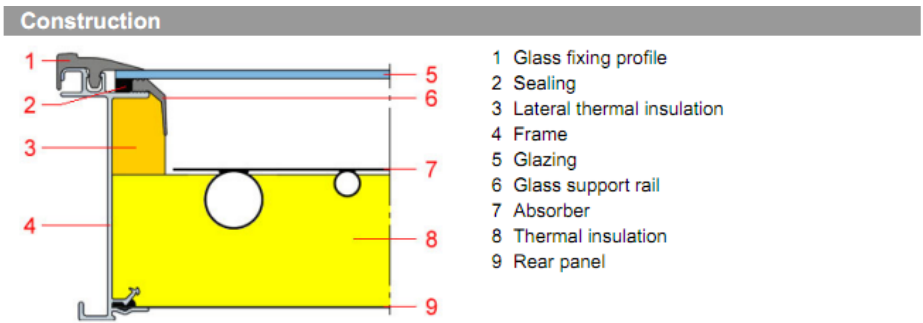 Construction
1
2
3
4
5
6
7
8
9
1 Glass fixing profile
2 Sealing
3 Lateral thermal insulation
4 Frame
5 Glazing
6 Glass support rail
7 Absorber
8 Thermal insulation
9 Rear panel